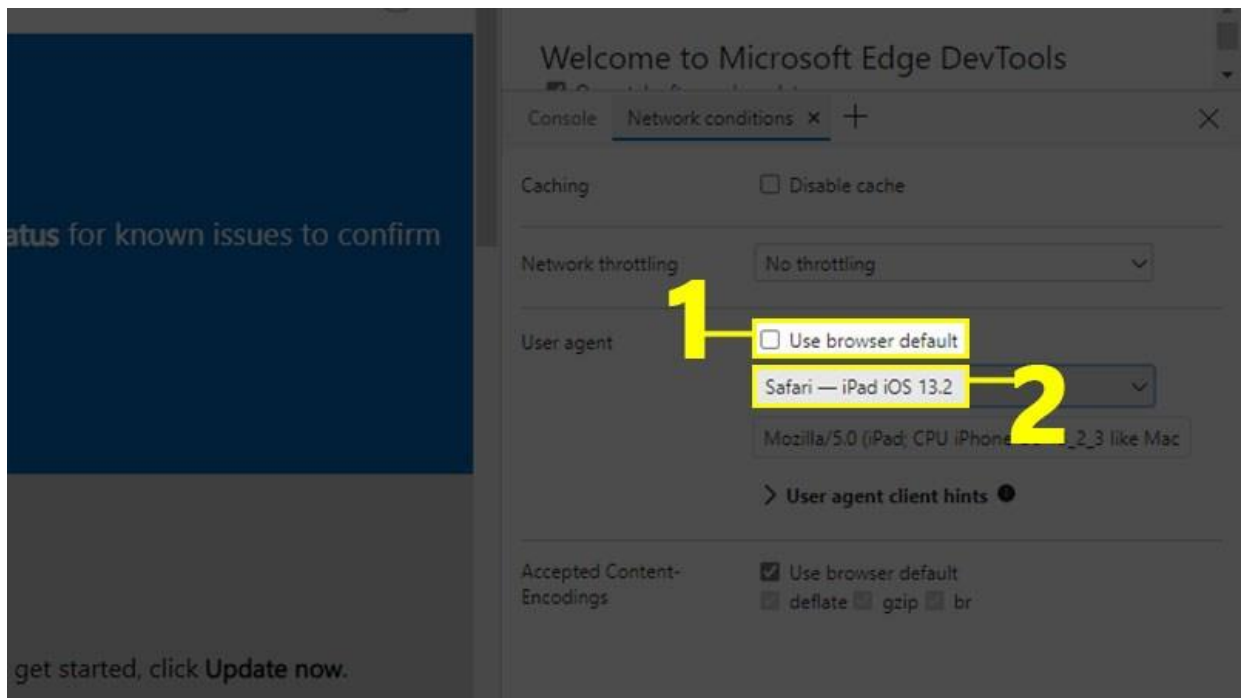 Welcome to Microsoft Edge DevTools
Console Network conditions × +
Caching Disable cache
atus for known issues to confirm
Network throttling No throttling
1
User agent Use browser default
Safari — iPad iOS 13.2
2
Mozilla/5.0 (iPad; CPU iPhone _2_3 like Mac
User agent client hints
Accepted Content-
Encodings
Use browser default
deflate gzip br
get started, click Update now.